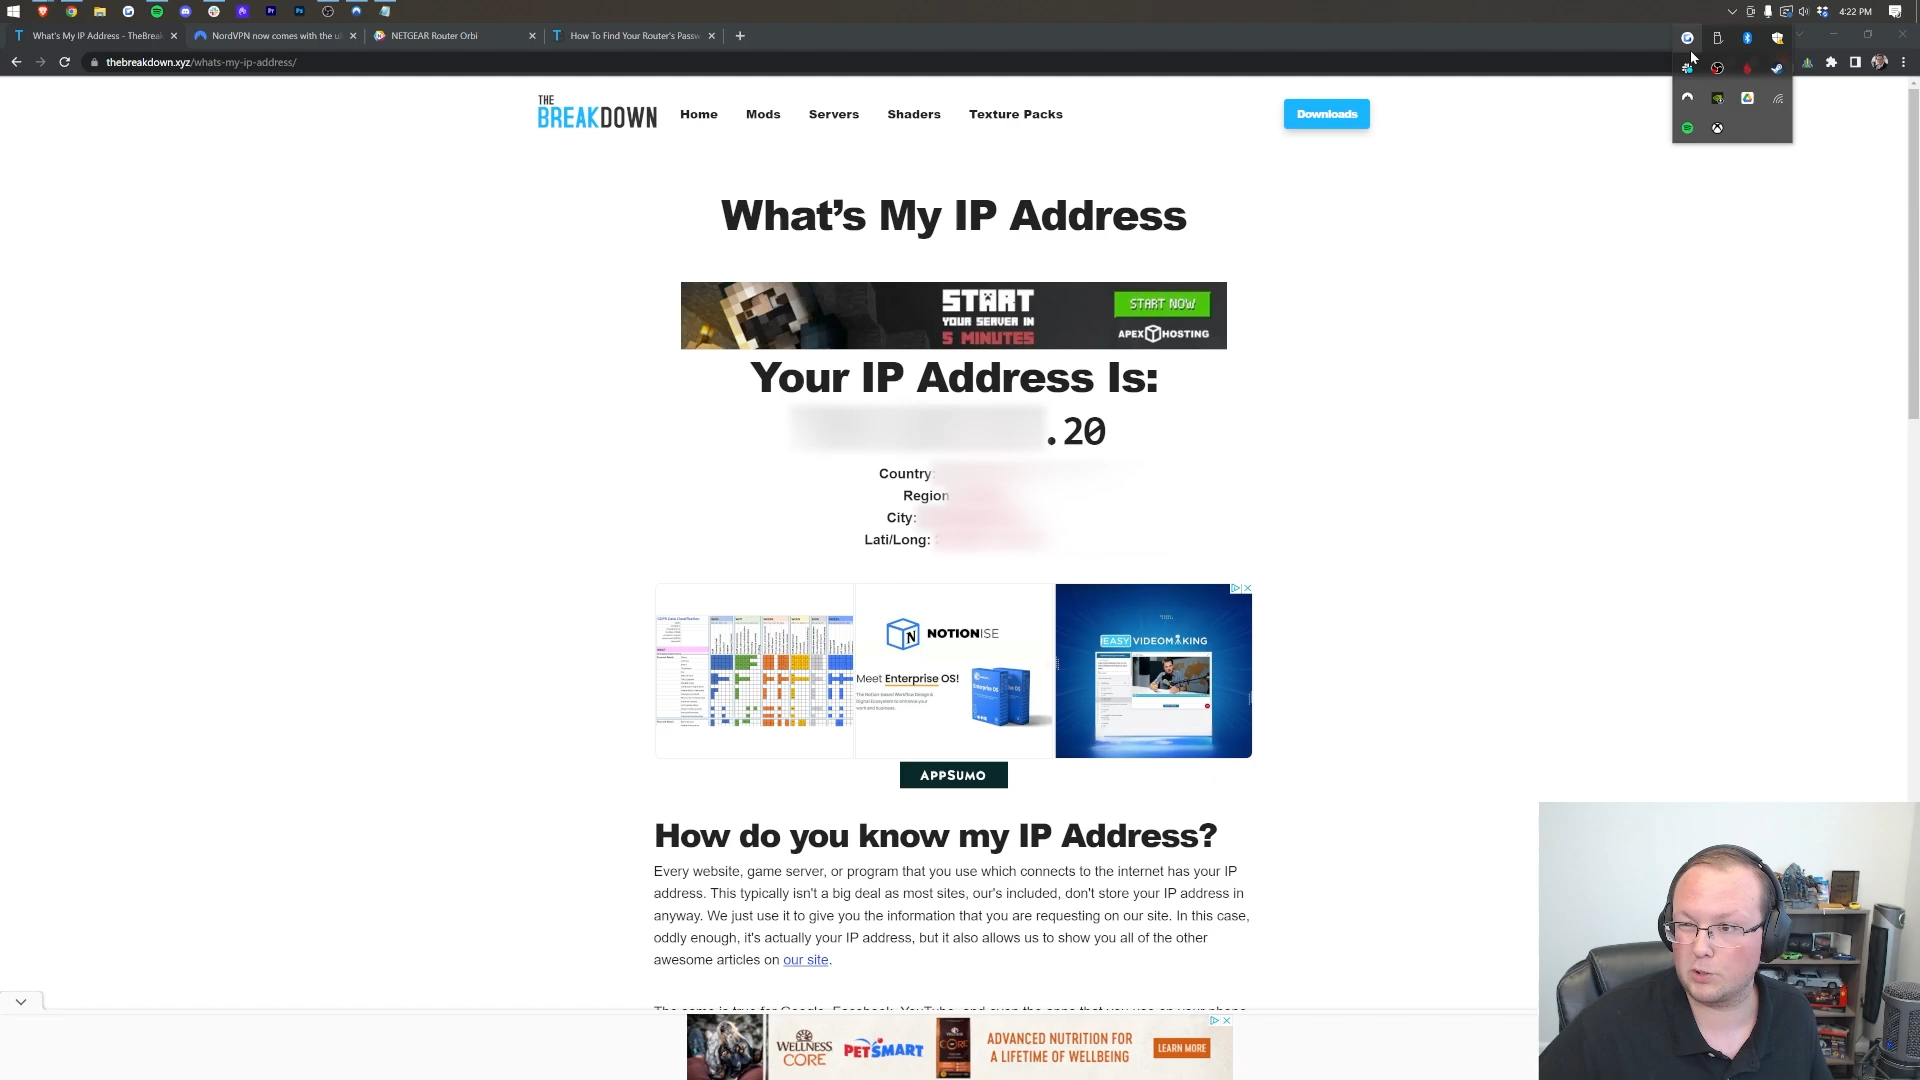 4:22 PM
What's My IP Address - TheBreak
NordVPN now comes with the ul
NETGEAR Router Orbi
How To Find Your Router's Passw
thebreakdown.xyz/whats-my-ip-address/
THE BREAKDOWN
Home
Mods
Servers
Shaders
Texture Packs
Downloads
What's My IP Address
START
YOUR SERVER IN
5 MINUTES
START NOW
APEX HOSTING
Your IP Address Is:
.20
Country:
Region
City:
Lati/Long:
NOTIONISE
Meet Enterprise OS!
EASY VIDEOMAKING
APPSUMO
How do you know my IP Address?
Every website, game server, or program that you use which connects to the internet has your IP
address. This typically isn't a big deal as most sites, our's included, don't store your IP address in
anyway. We just use it to give you the information that you are requesting on our site. In this case,
oddly enough, it's actually your IP address, but it also allows us to show you all of the other
awesome articles on our site.
WELLNESS
CORE
PETSMART
ADVANCED NUTRITION FOR
A LIFETIME OF WELLBEING
LEARN MORE